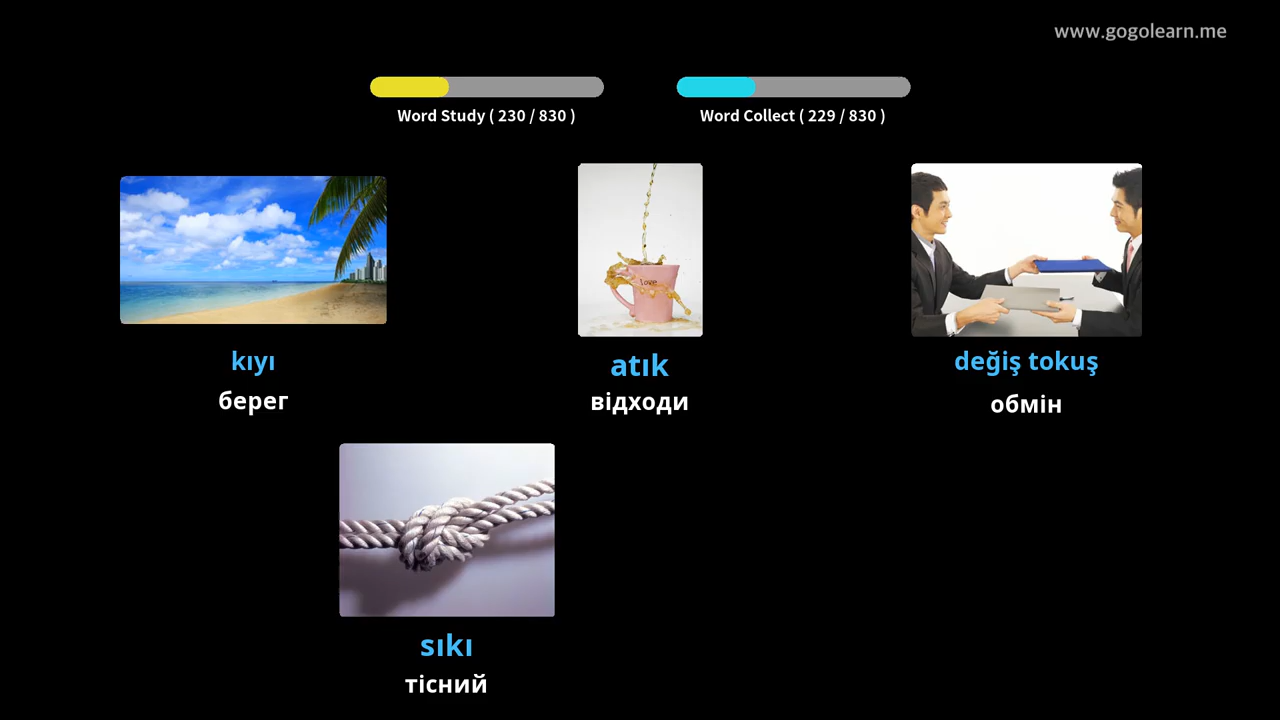 www.gogolearn.me
Word Study ( 230 / 830 )
Word Collect ( 229 / 830 )
love
kıyı
atık
değiş tokuş
берег
відходи
обмін
sıkı
тісний